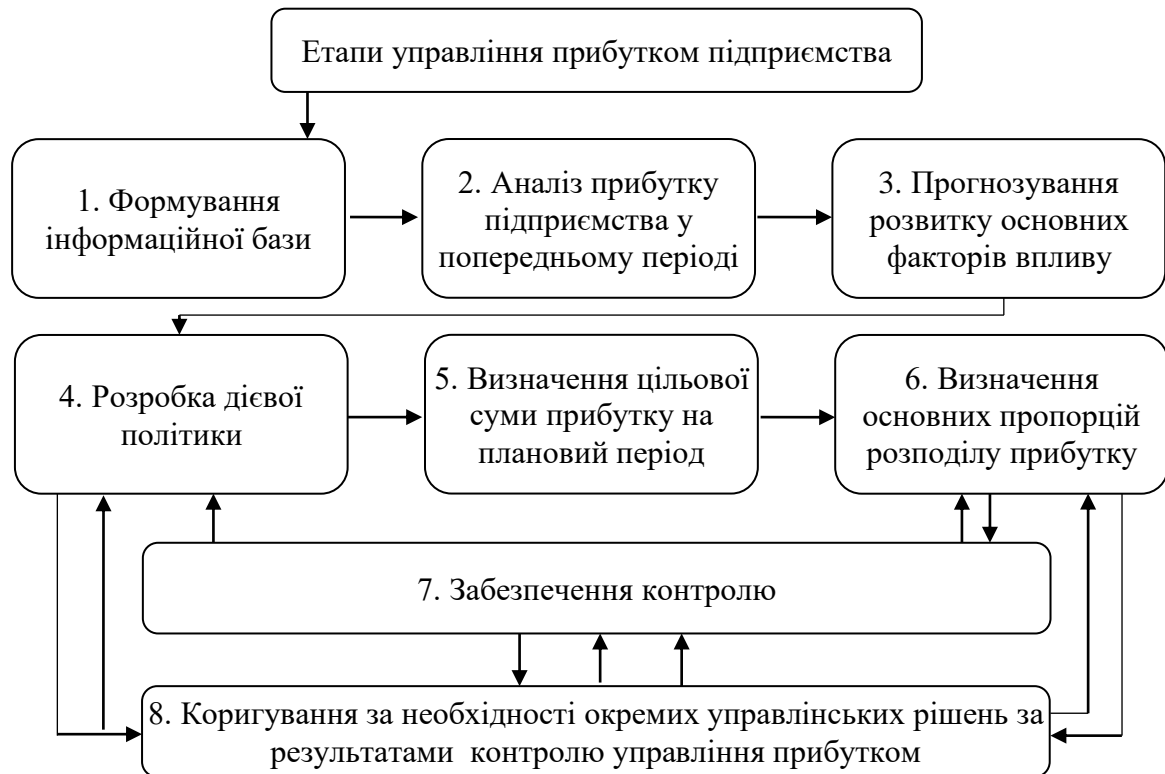 Етапи управління прибутком підприємства
1. Формування
інформаційної бази
2. Аналіз прибутку
підприємства у
попередньому періоді
3. Прогнозування
розвитку основних
факторів впливу
4. Розробка дієвої
політики
5. Визначення цільової
суми прибутку на
плановий період
6. Визначення
основних пропорцій
розподілу прибутку
7. Забезпечення контролю
8. Коригування за необхідності окремих управлінських рішень за
результатами контролю управління прибутком